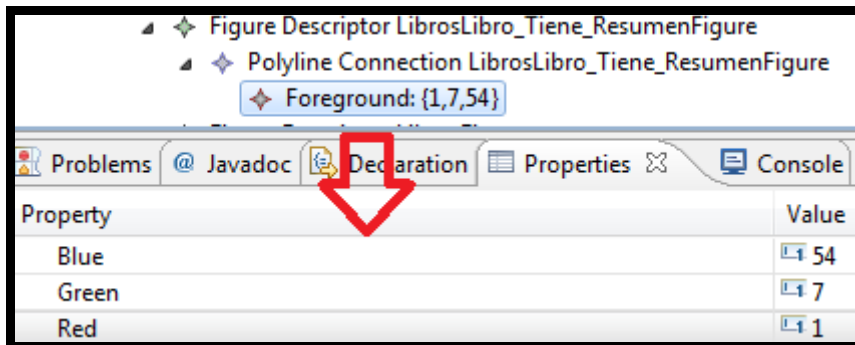 Figure Descriptor LibrosLibro_Tiene_ResumenFigure
Polyline Connection LibrosLibro_Tiene_ResumenFigure
Foreground: {1,7,54}
Problems @ Javadoc Declaration Properties Console
Property Value
Blue 54
Green 7
Red 1